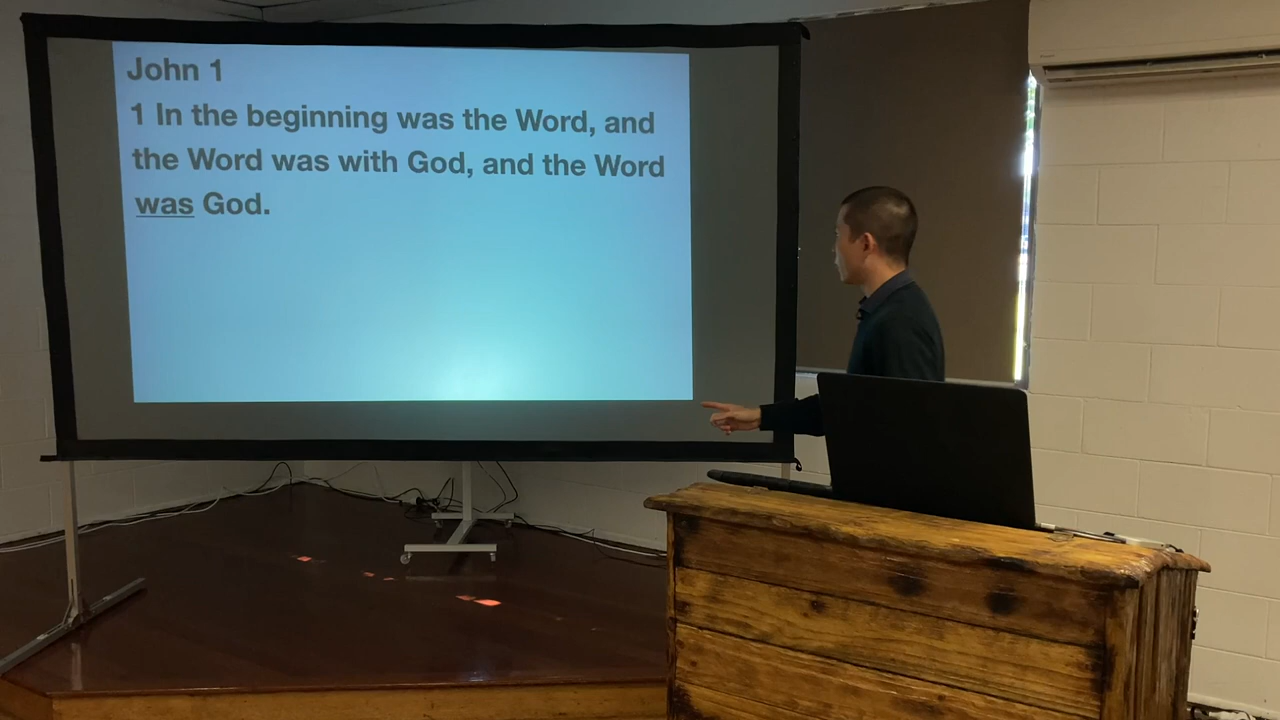 John 1
1 In the beginning was the Word, and
the Word was with God, and the Word
was God.